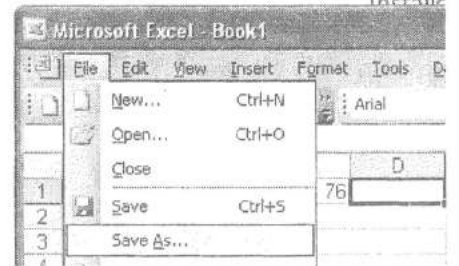 Microsoft Excel - Book1
File Edit View Insert Format Tools
Arial
New... Ctrl+N
Open... Ctrl+O
Close
D
1 76
Save Ctrl+S
2
3 Save As...